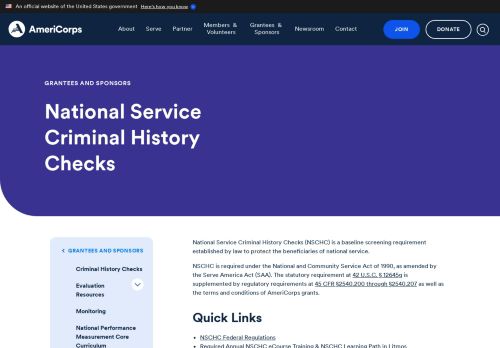 An official website of the United States government Here's how you know
AmeriCorps
About Serve Partner Members & Volunteers Grantees & Sponsors Newsroom Contact JOIN DONATE
GRANTEES AND SPONSORS
National Service
Criminal History
Checks
GRANTEES AND SPONSORS
Criminal History Checks
Evaluation
Resources
Monitoring
National Performance
Measurement Core
Curriculum
National Service Criminal History Checks (NSCHC) is a baseline screening requirement
established by law to protect the beneficiaries of national service.
NSCHC is required under the National and Community Service Act of 1990, as amended by
the Serve America Act (SAA). The statutory requirement at 42 U.S.C. § 12645g is
supplemented by regulatory requirements at 45 CFR §2540.200 through §2540.207 as well as
the terms and conditions of AmeriCorps grants.
Quick Links
NSCHC Federal Regulations
Required Annual NSCHC eCourse Training & NSCHC Learning Path in Litmos